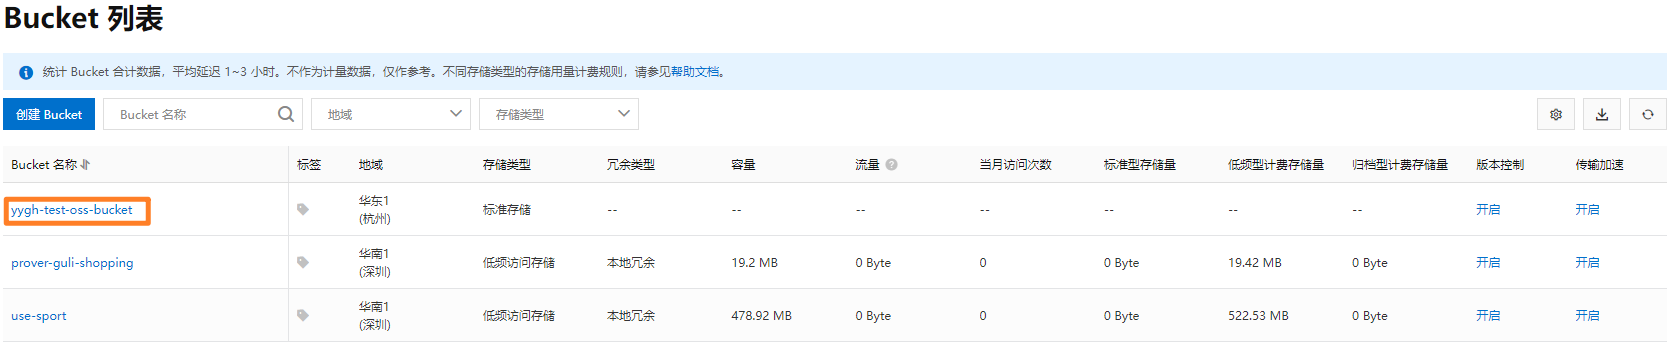 Bucket 列表
统计 Bucket 合计数据，平均延迟 1~3 小时。不作为计量数据，仅作参考。不同存储类型的存储用量计费规则，请参见帮助文档。
创建 Bucket Bucket 名称 地域 存储类型
Bucket 名称 标签 地域 存储类型 冗余类型 容量 流量 当月访问次数 标准型存储量 低频型计费存储量 归档型计费存储量 版本控制 传输加速
yygh-test-oss-bucket 华东1 标准存储 -- -- -- -- -- -- -- 开启 开启
(杭州)
prover-guli-shopping 华南1 低频访问存储 本地冗余 19.2 MB 0 Byte 0 0 Byte 19.42 MB 0 Byte 开启 开启
(深圳)
use-sport 华南1 低频访问存储 本地冗余 478.92 MB 0 Byte 0 0 Byte 522.53 MB 0 Byte 开启 开启
(深圳)